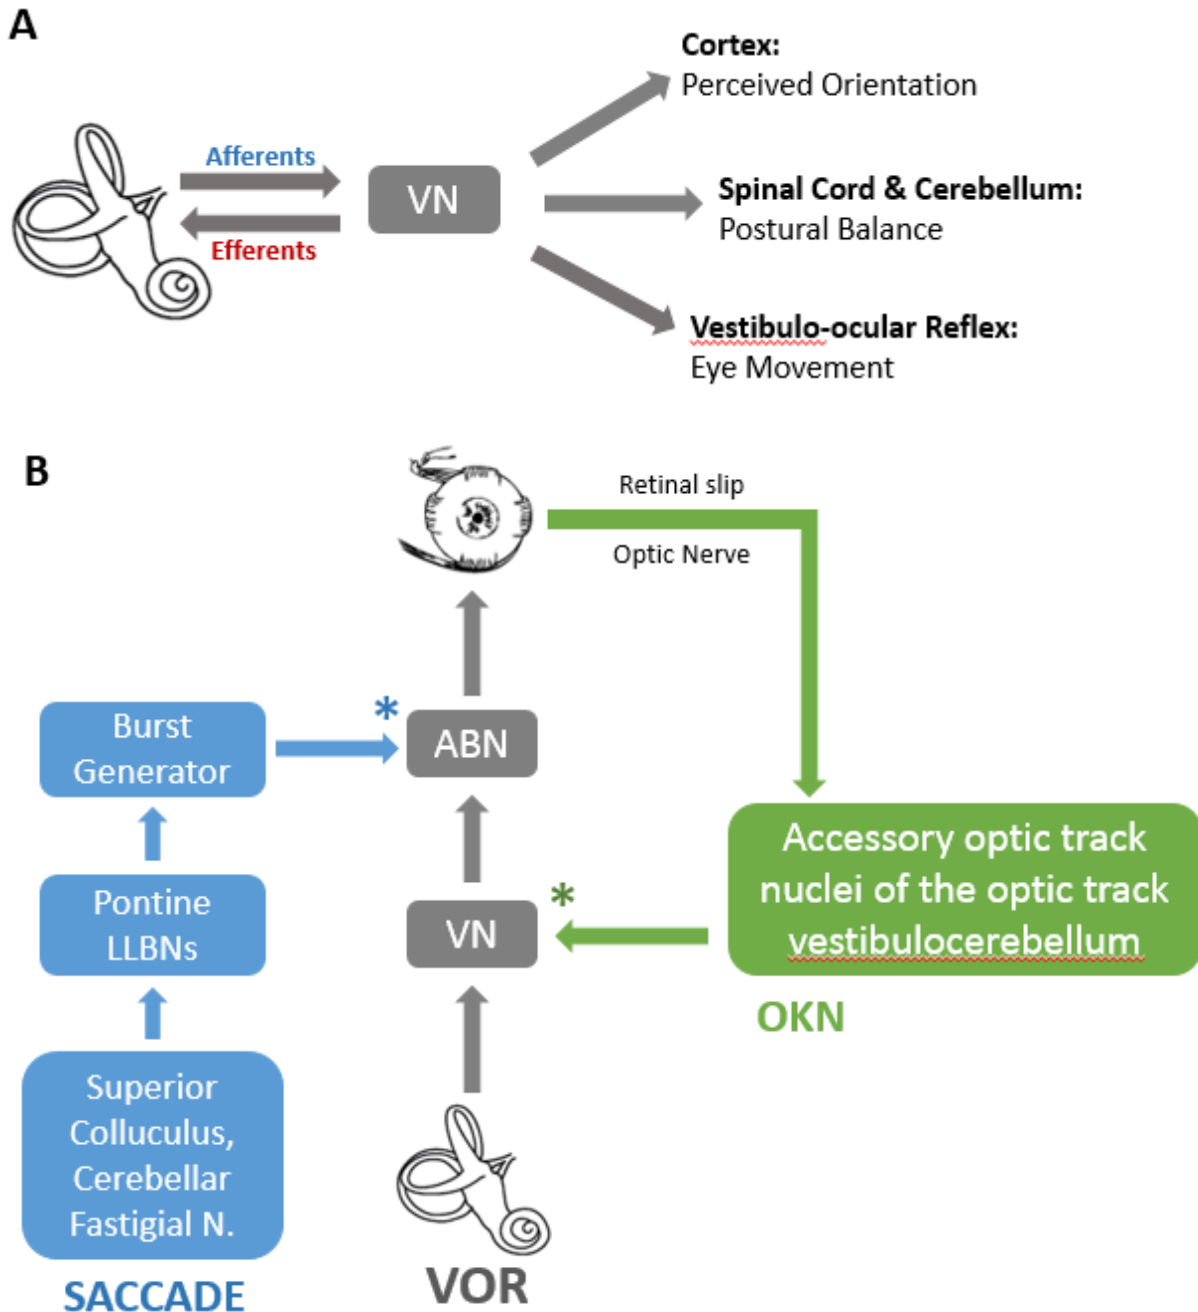 A
Cortex:
Perceived Orientation
Afferents
VN
Efferents
Spinal Cord & Cerebellum:
Postural Balance
Vestibulo-ocular Reflex:
Eye Movement
B
Retinal slip
Optic Nerve
Burst
Generator
*
ABN
Accessory optic track
nuclei of the optic track
vestibulocerebellum
Pontine
LLBNs
VN
*
OKN
Superior
Colluculus,
Cerebellar
Fastigial N.
SACCADE
VOR